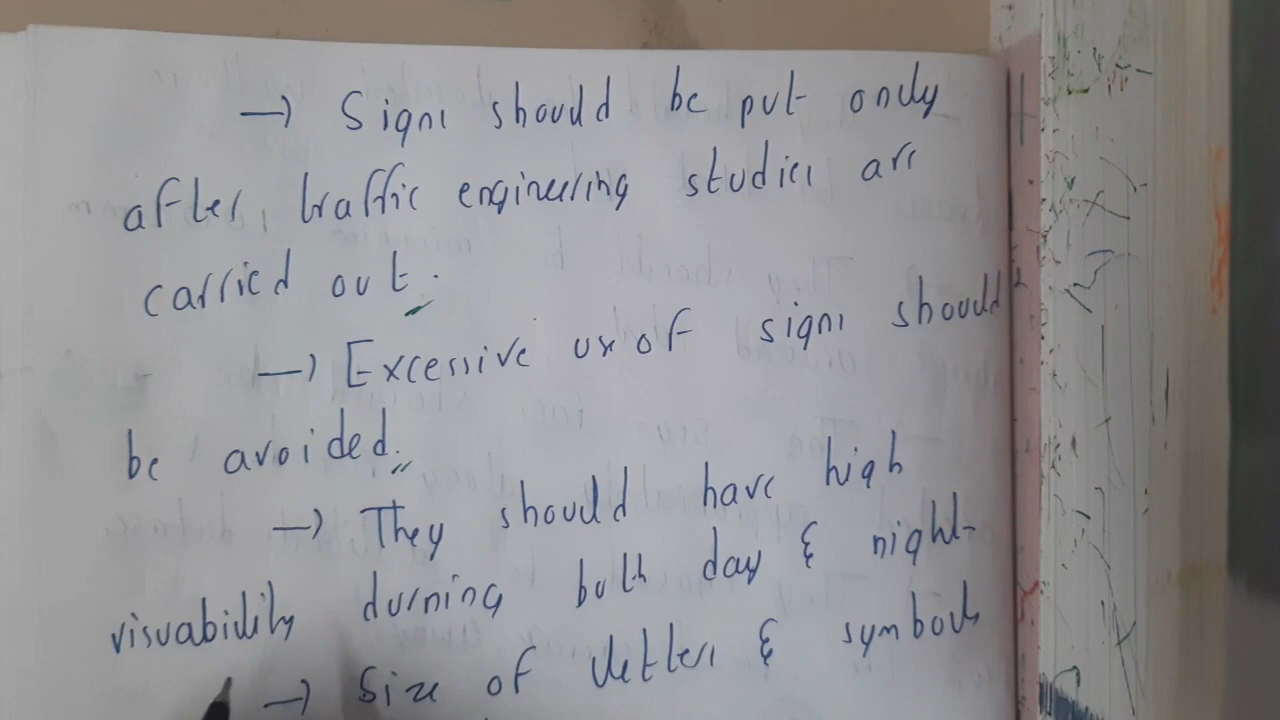 → Signs should be put only
after, traffic engineering studies are
carried out.
→ Excessive use of signs should
be avoided.
→ They should have high
visuability durning both day & night
→ Size of letters & symbols